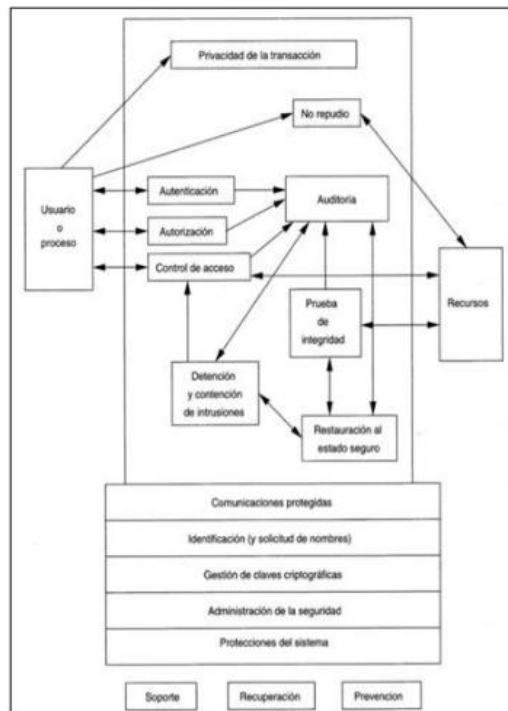 Privacidad de la transacción
No repudio
Usuario
o
proceso
Autenticación
Auditoría
Autorización
Control de acceso
Recursos
Prueba
de
integridad
Detención
y contención
de intrusiones
Restauración al
estado seguro
Comunicaciones protegidas
Identificación (y solicitud de nombres)
Gestión de claves criptográficas
Administración de la seguridad
Protecciones del sistema
Soporte
Recuperación
Prevencion